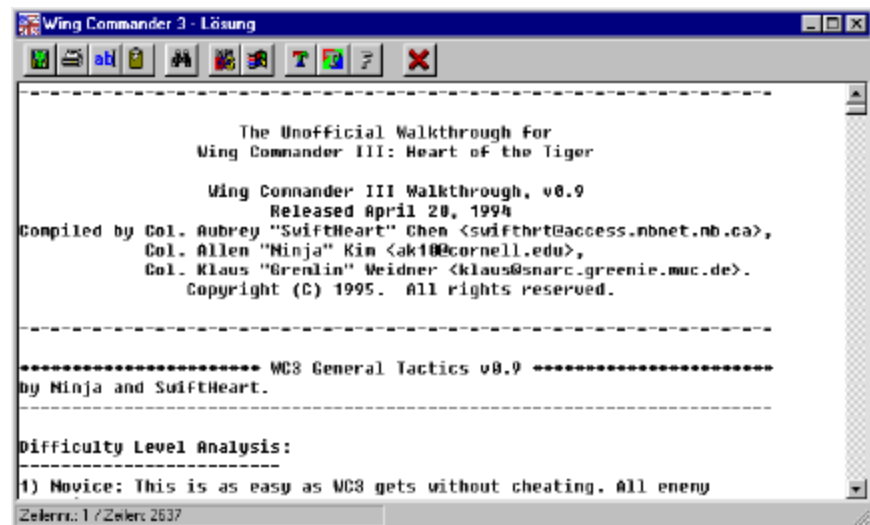 Wing Commander 3 - Lösung
-------------------------------------------------------
The Unofficial Walkthrough for
Wing Commander III: Heart of the Tiger
Wing Commander III Walkthrough, v0.9
Released April 20, 1994
Compiled by Col. Aubrey "SwiftHeart" Chen <swifthrt@access.mbnet.mb.ca>,
Col. Allen "Ninja" Kim <ak10@cornell.edu>,
Col. Klaus "Gremlin" Weidner <klaus@snarc.greenie.muc.de>.
Copyright (C) 1995. All rights reserved.
-------------------------------------------------------
*********************** WC3 General Tactics v0.9 ***********************
by Ninja and SwiftHeart.
------------------------------------------------------------------------
Difficulty Level Analysis:
-------------------------
1) Novice: This is as easy as WC3 gets without cheating. All enemy
Zeilennr.: 1 / Zeilen: 2637